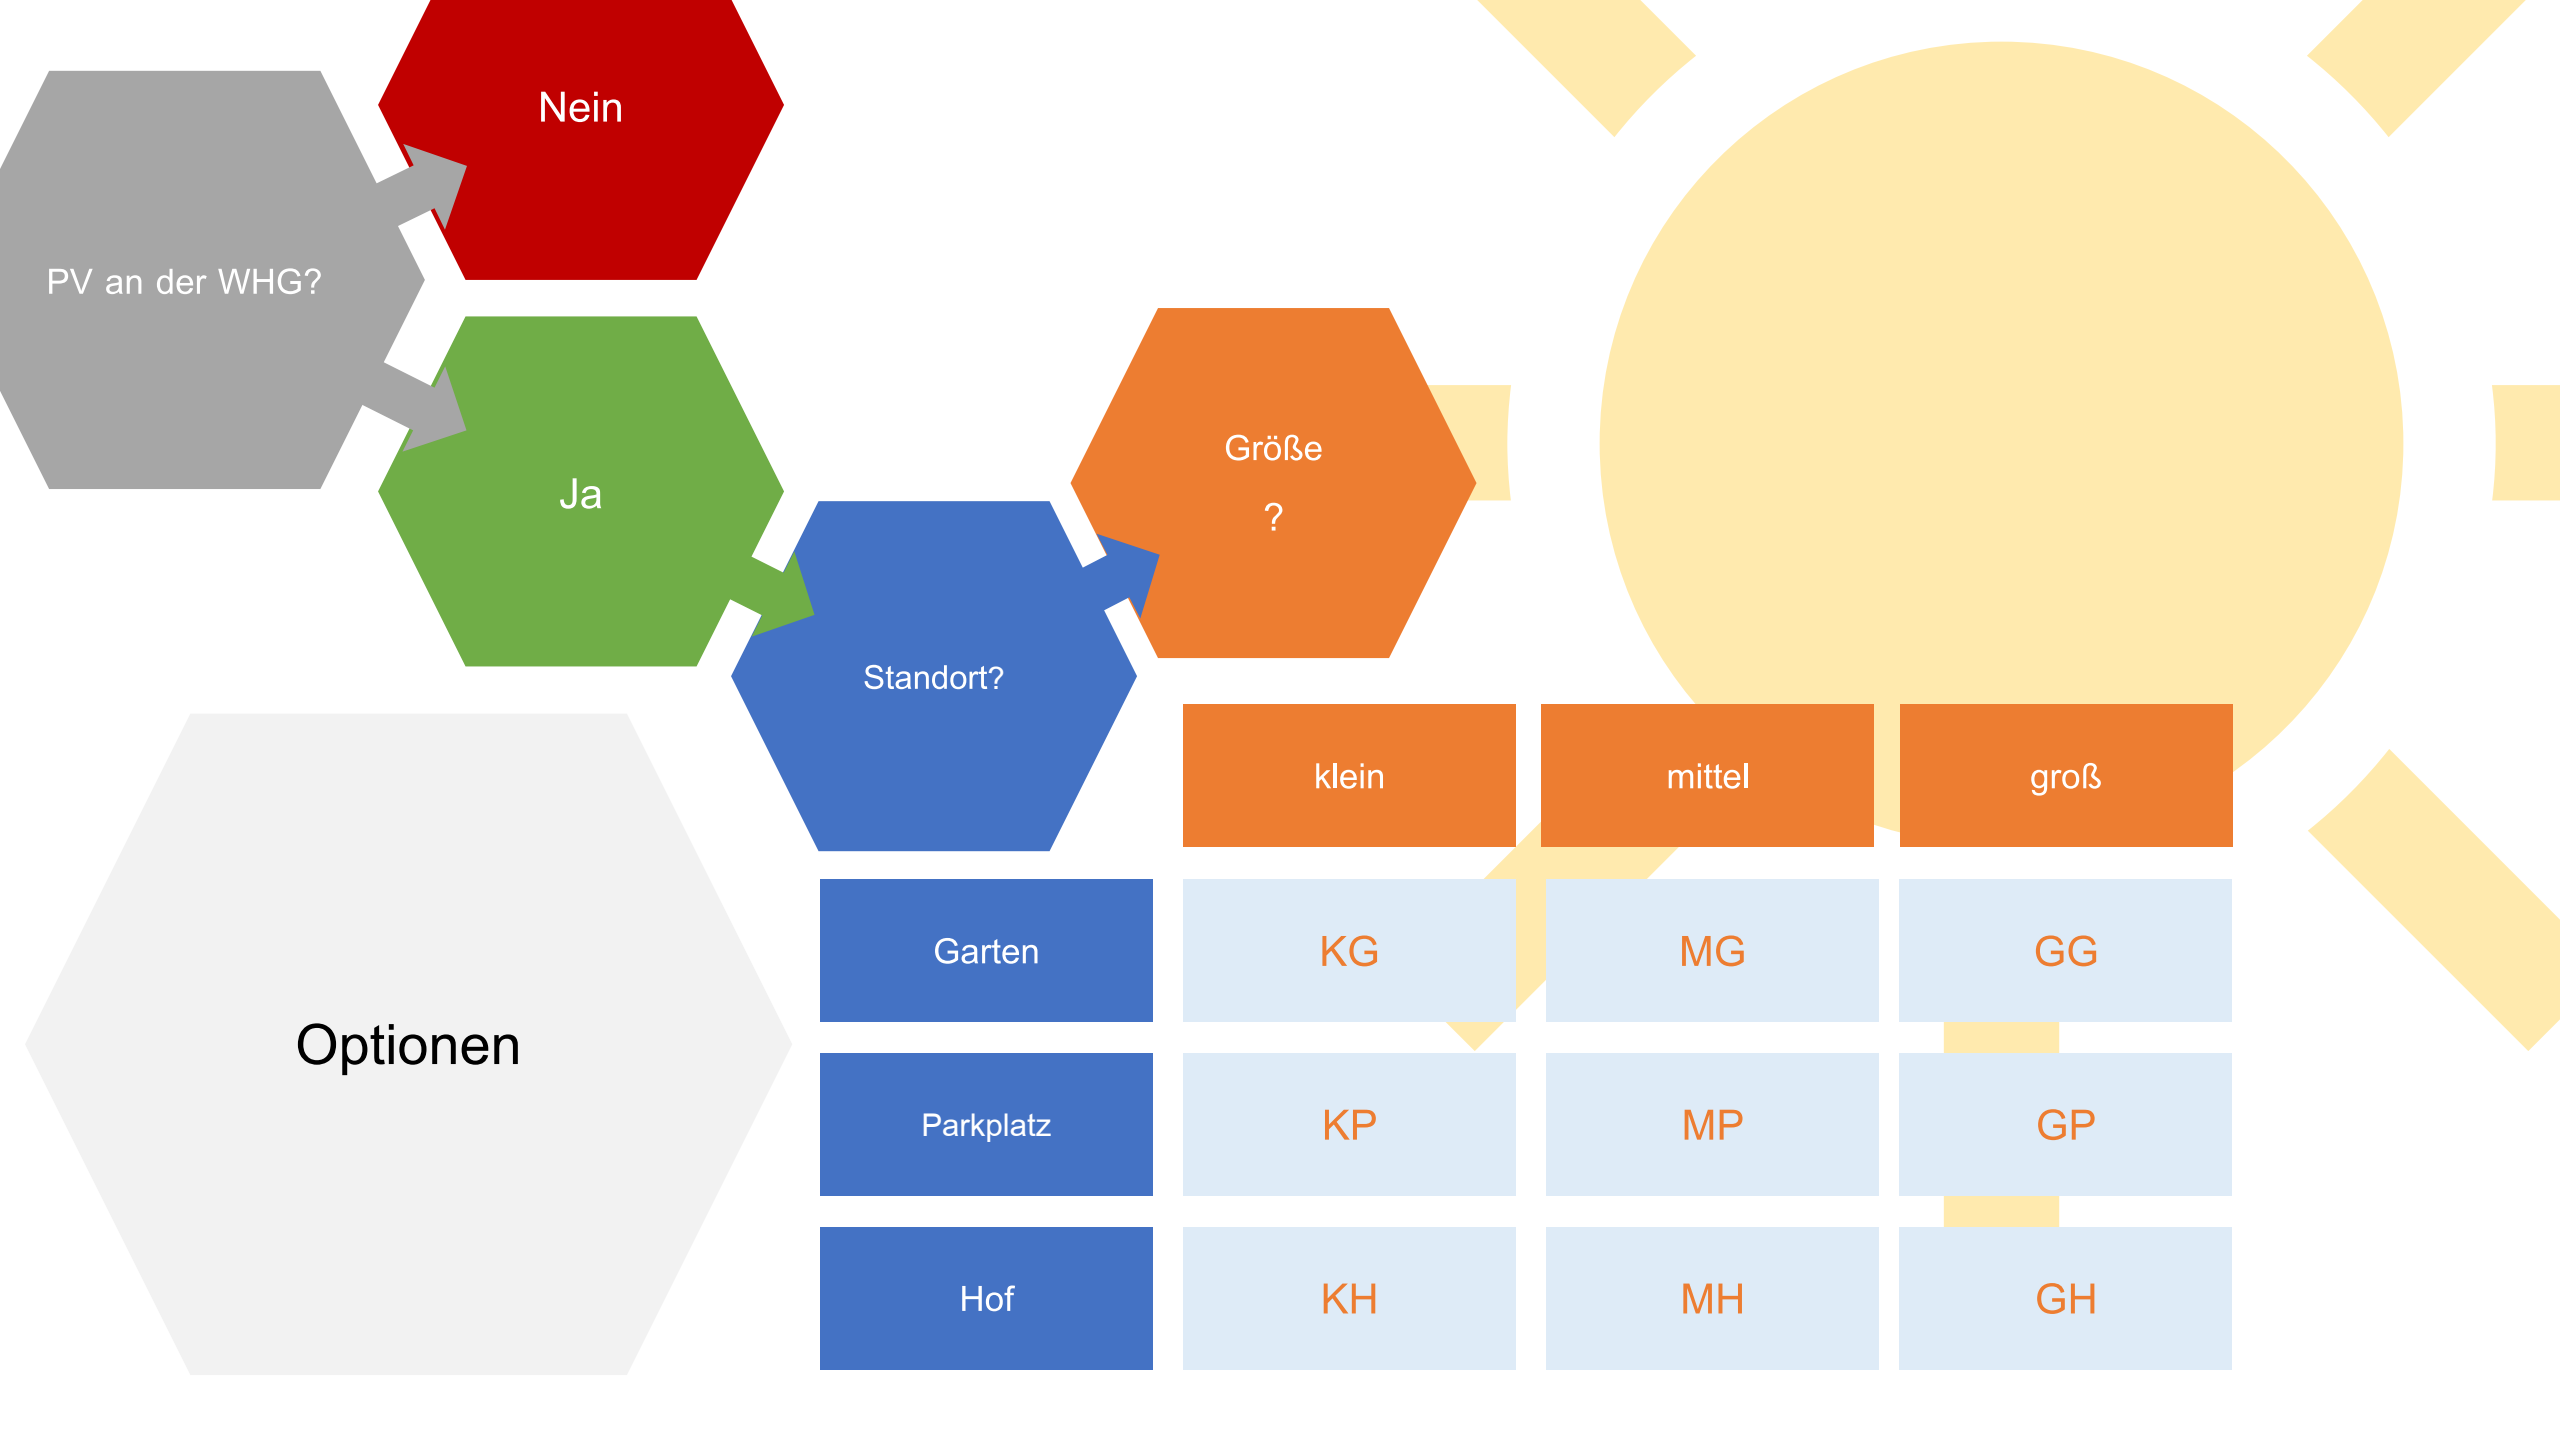 Nein
PV an der WHG?
Ja
Größe
?
Standort?
klein
mittel
groß
Optionen
Garten
KG
MG
GG
Parkplatz
KP
MP
GP
Hof
KH
MH
GH